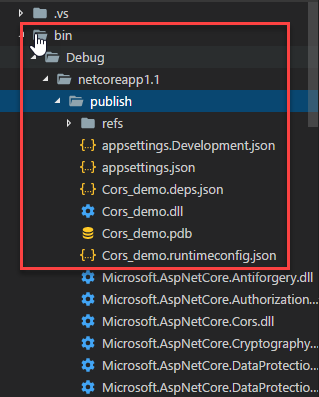 .vs
bin
Debug
netcoreapp1.1
publish
refs
appsettings.Development.json
appsettings.json
Cors_demo.deps.json
Cors_demo.dll
Cors_demo.pdb
Cors_demo.runtimeconfig.json
Microsoft.AspNetCore.Antiforgery.dll
Microsoft.AspNetCore.Authorization...
Microsoft.AspNetCore.Cors.dll
Microsoft.AspNetCore.Cryptography...
Microsoft.AspNetCore.DataProtectio...
Microsoft.AspNetCore.DataProtectio...